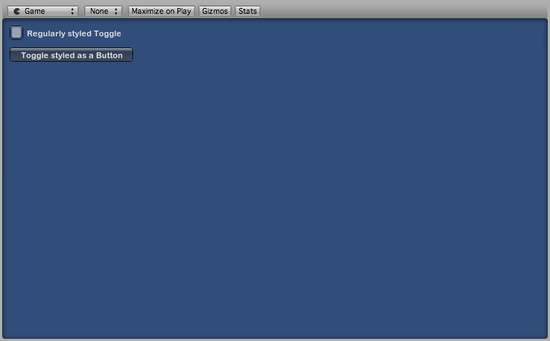 Game None Maximize on Play Gizmos Stats
Regularly styled Toggle
Toggle styled as a Button